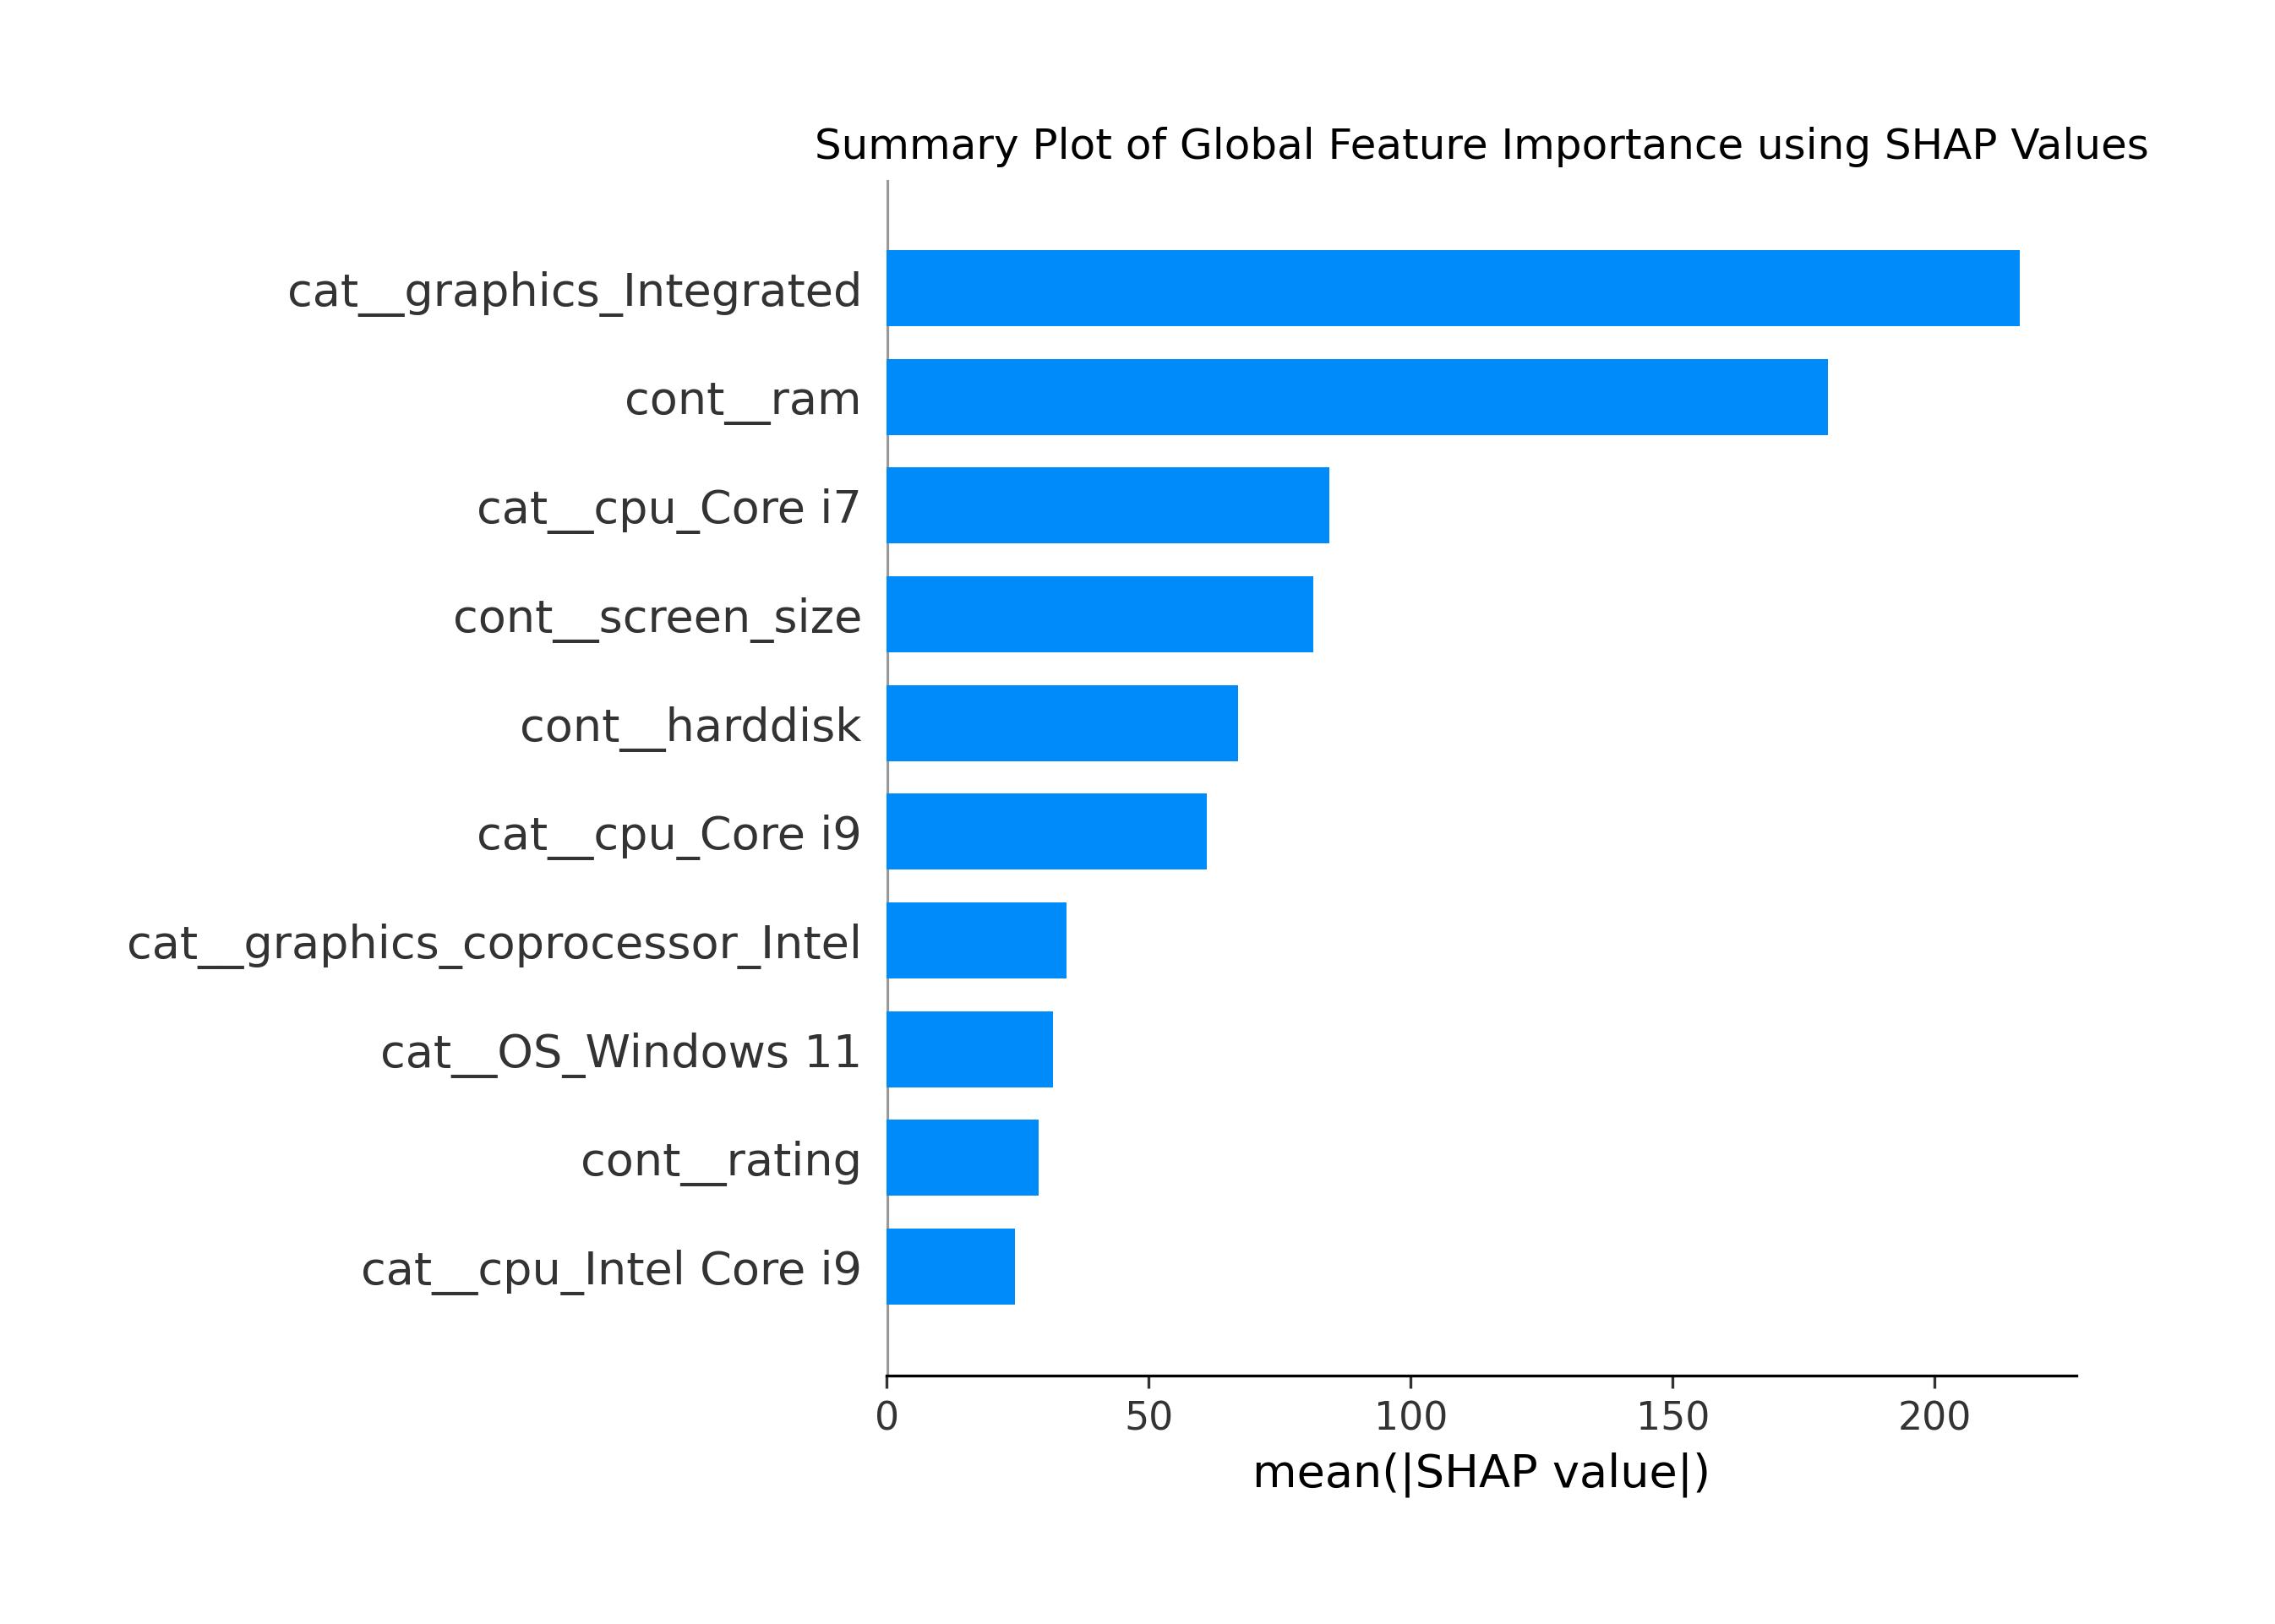 Summary Plot of Global Feature Importance using SHAP Values
cat__graphics_Integrated
cont__ram
cat__cpu_Core i7
cont__screen_size
cont__harddisk
cat__cpu_Core i9
cat__graphics_coprocessor_Intel
cat__OS_Windows 11
cont__rating
cat__cpu_Intel Core i9
0 50 100 150 200
mean(|SHAP value|)